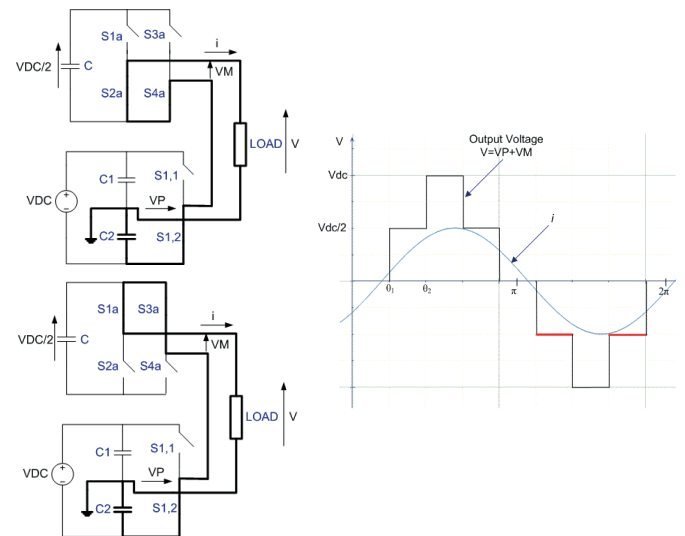 S1a S3a
i
VDC/2 C
VM
S2a S4a
LOAD V
C1 S1,1
VDC + -
VP
C2 S1,2
S1a S3a
i
VDC/2 C
VM
S2a S4a
LOAD V
C1 S1,1
VDC + -
VP
C2 S1,2
V
Output Voltage
V=VP+VM
Vdc
Vdc/2
i
θ1 θ2 π 2π